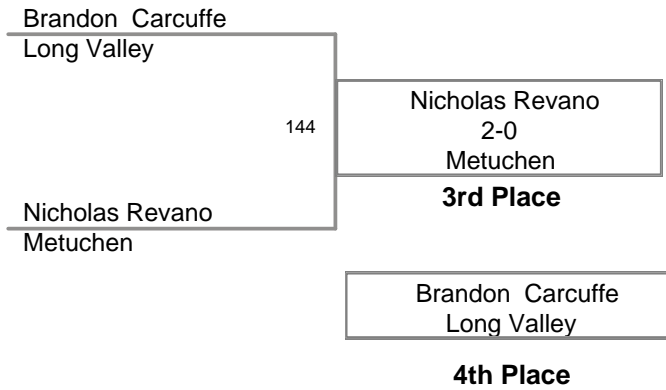 Brandon Carcuffe
Long Valley
144
Nicholas Revano
2-0
Metuchen
3rd Place
Nicholas Revano
Metuchen
Brandon Carcuffe
Long Valley
4th Place